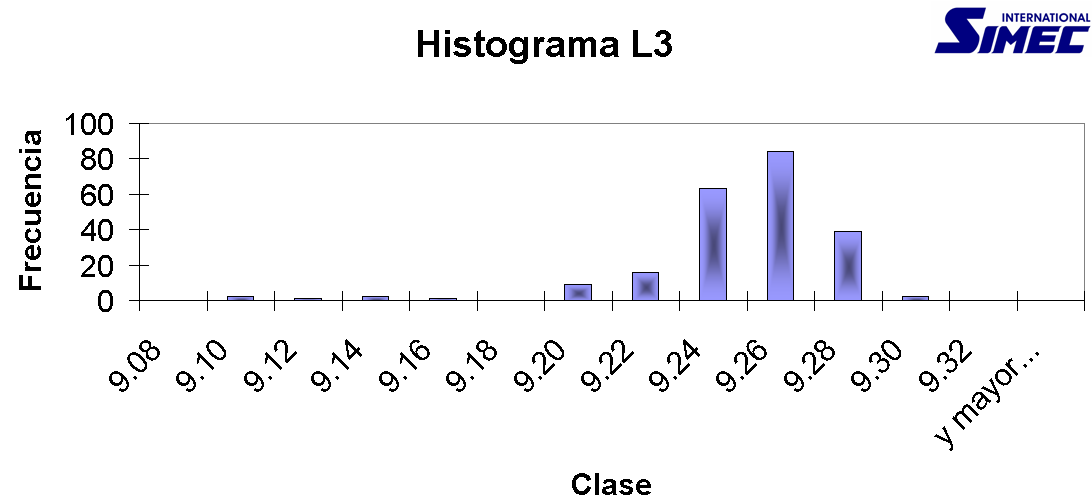 Histograma L3
INTERNATIONAL
SIMEC
Frecuencia
100
80
60
40
20
0
9.08 9.10 9.12 9.14 9.16 9.18 9.20 9.22 9.24 9.26 9.28 9.30 9.32 y mayor...
Clase